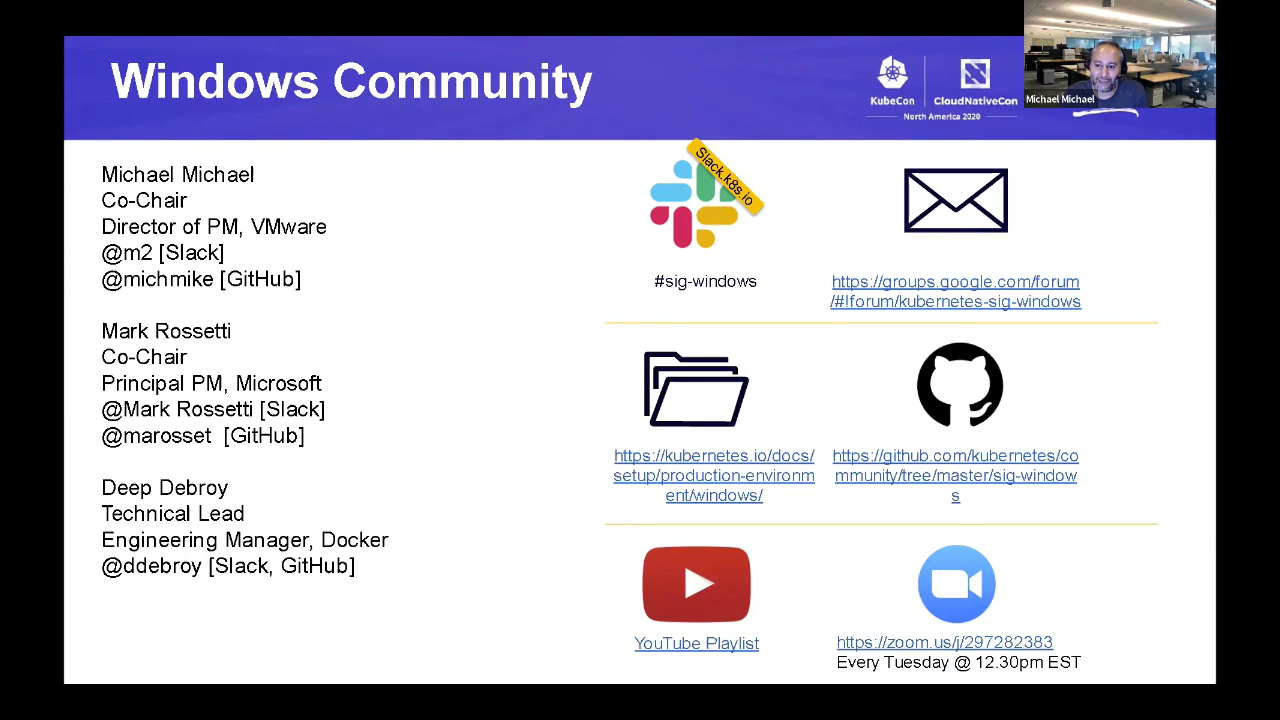 Windows Community
KubeCon
CloudNativeCon
North America 2020
Michael Michael
Michael Michael
Co-Chair
Director of PM, VMware
@m2 [Slack]
@michmike [GitHub]
Mark Rossetti
Co-Chair
Principal PM, Microsoft
@Mark Rossetti [Slack]
@marosset [GitHub]
Deep Debroy
Technical Lead
Engineering Manager, Docker
@ddebroy [Slack, GitHub]
Slack.k8s.io
#sig-windows
https://groups.google.com/forum
/#!forum/kubernetes-sig-windows
https://kubernetes.io/docs/
setup/production-environm
ent/windows/
https://github.com/kubernetes/co
mmunity/tree/master/sig-window
s
YouTube Playlist
https://zoom.us/j/297282383
Every Tuesday @ 12.30pm EST